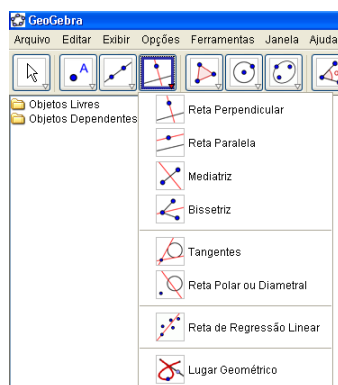 GeoGebra
Arquivo Editar Exibir Opções Ferramentas Janela Ajuda
A
Objetos Livres
Objetos Dependentes
Reta Perpendicular
Reta Paralela
Mediatriz
Bissetriz
Tangentes
Reta Polar ou Diametral
Reta de Regressão Linear
Lugar Geométrico